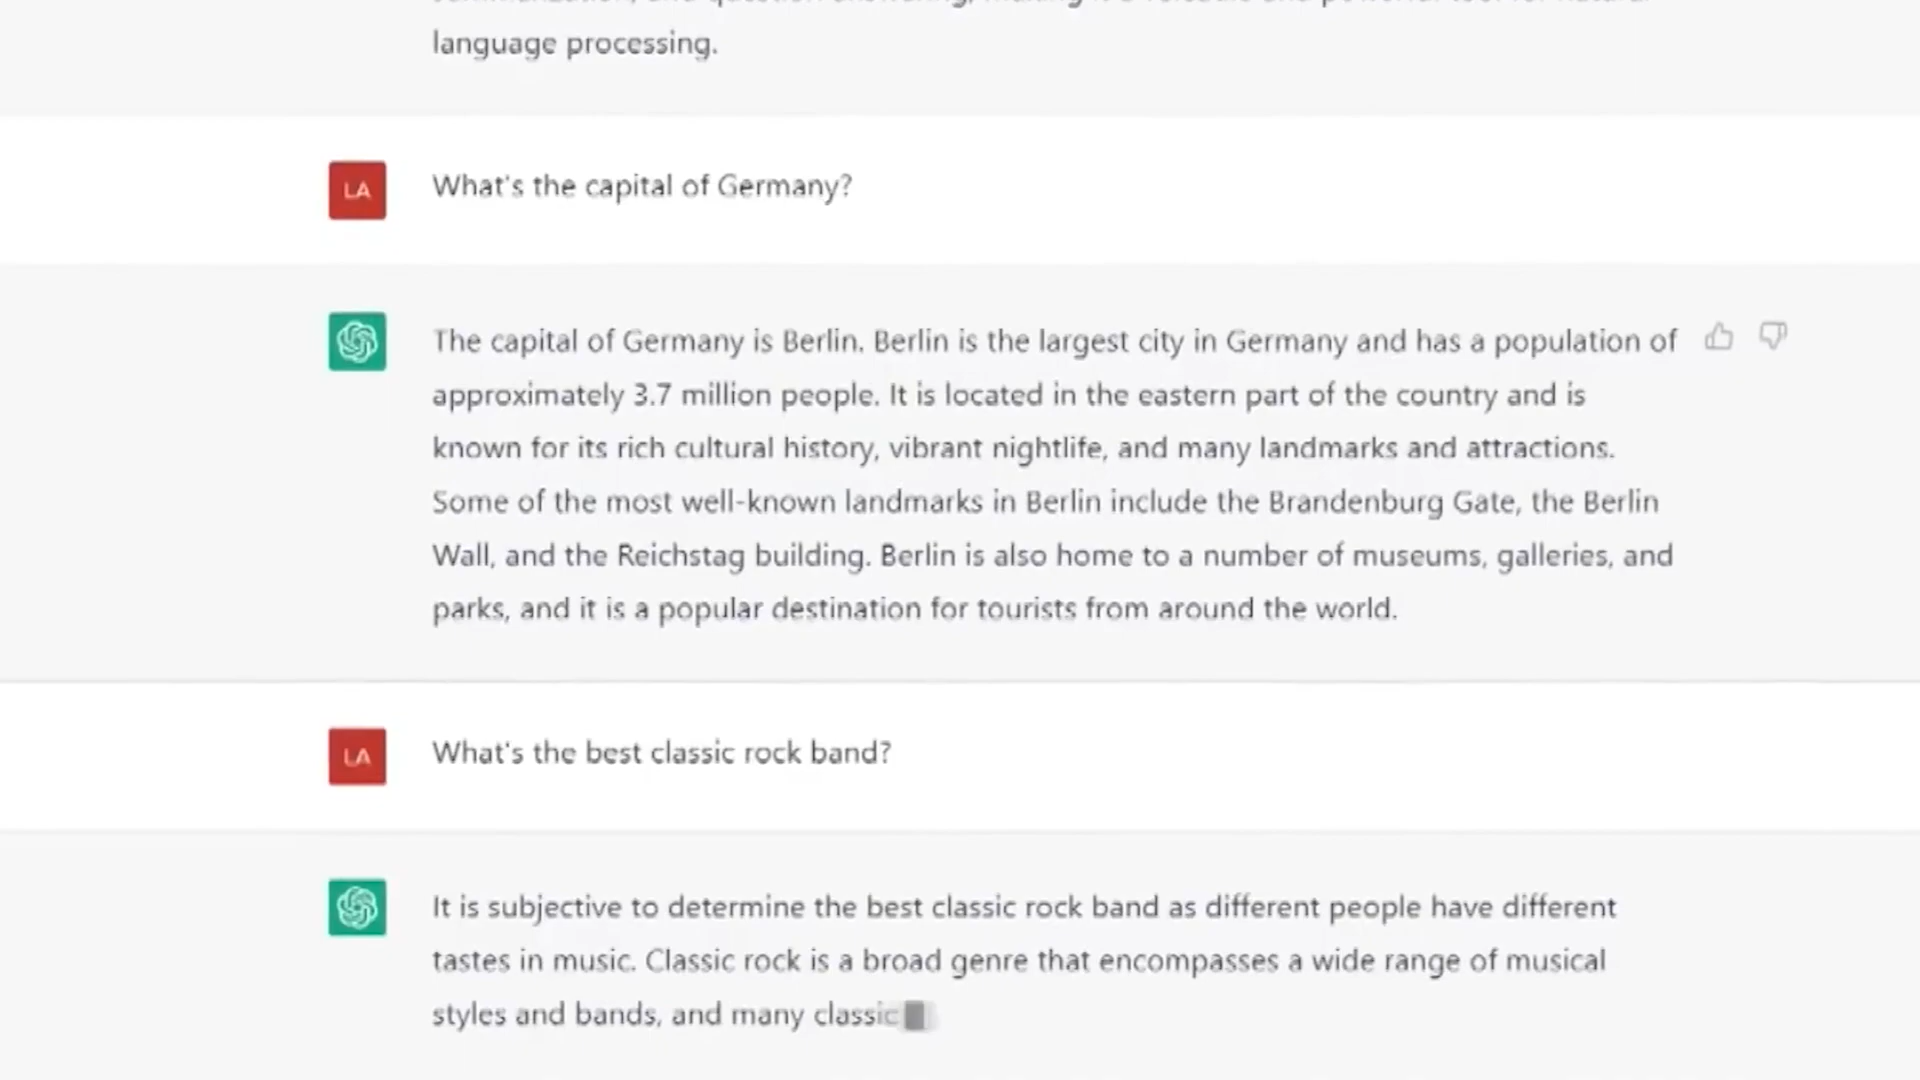 language processing.
LA
What's the capital of Germany?
The capital of Germany is Berlin. Berlin is the largest city in Germany and has a population of
approximately 3.7 million people. It is located in the eastern part of the country and is
known for its rich cultural history, vibrant nightlife, and many landmarks and attractions.
Some of the most well-known landmarks in Berlin include the Brandenburg Gate, the Berlin
Wall, and the Reichstag building. Berlin is also home to a number of museums, galleries, and
parks, and it is a popular destination for tourists from around the world.
LA
What's the best classic rock band?
It is subjective to determine the best classic rock band as different people have different
tastes in music. Classic rock is a broad genre that encompasses a wide range of musical
styles and bands, and many classic